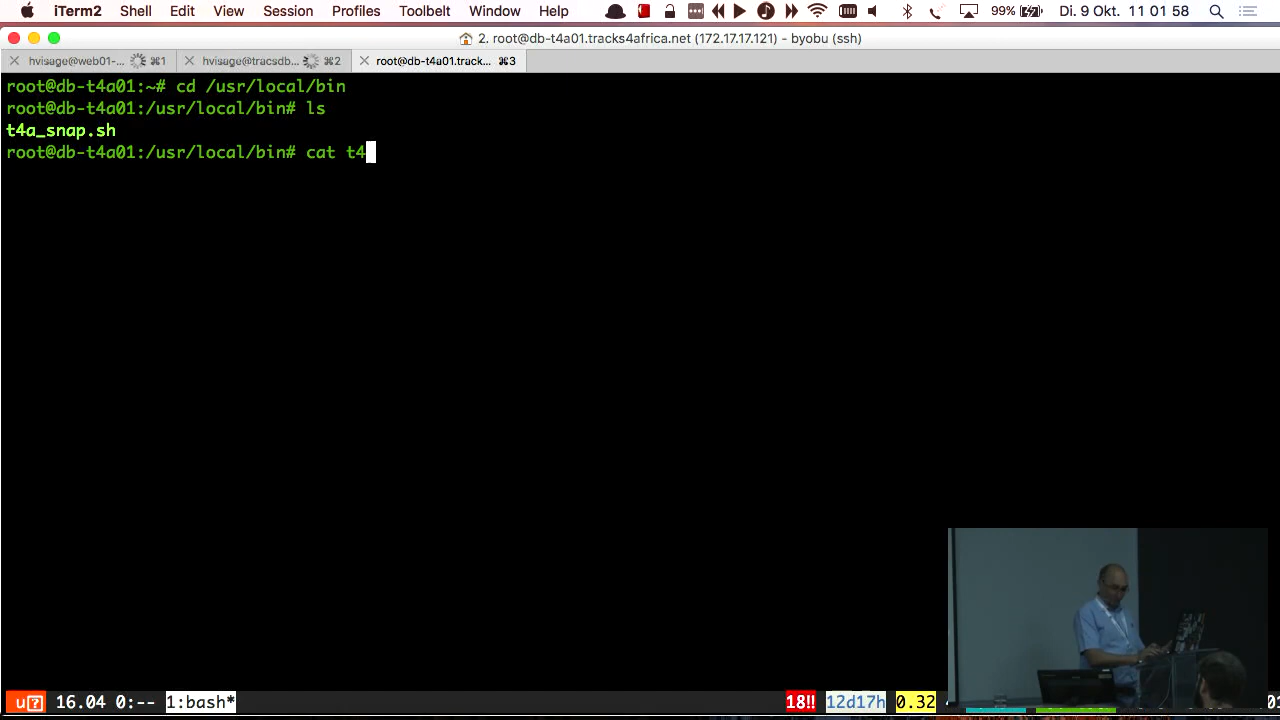 iTerm2 Shell Edit View Session Profiles Toolbelt Window Help 99% Di. 9 Okt. 11 01 58
2. root@db-t4a01.tracks4africa.net (172.17.17.121) – byobu (ssh)
hvisage@web01-... ⌘1 hvisage@tracsdb... ⌘2 root@db-t4a01.track... ⌘3
root@db-t4a01:~# cd /usr/local/bin
root@db-t4a01:/usr/local/bin# ls
t4a_snap.sh
root@db-t4a01:/usr/local/bin# cat t4
u? 16.04 0:-- 1:bash* 18!! 12d17h 0.32